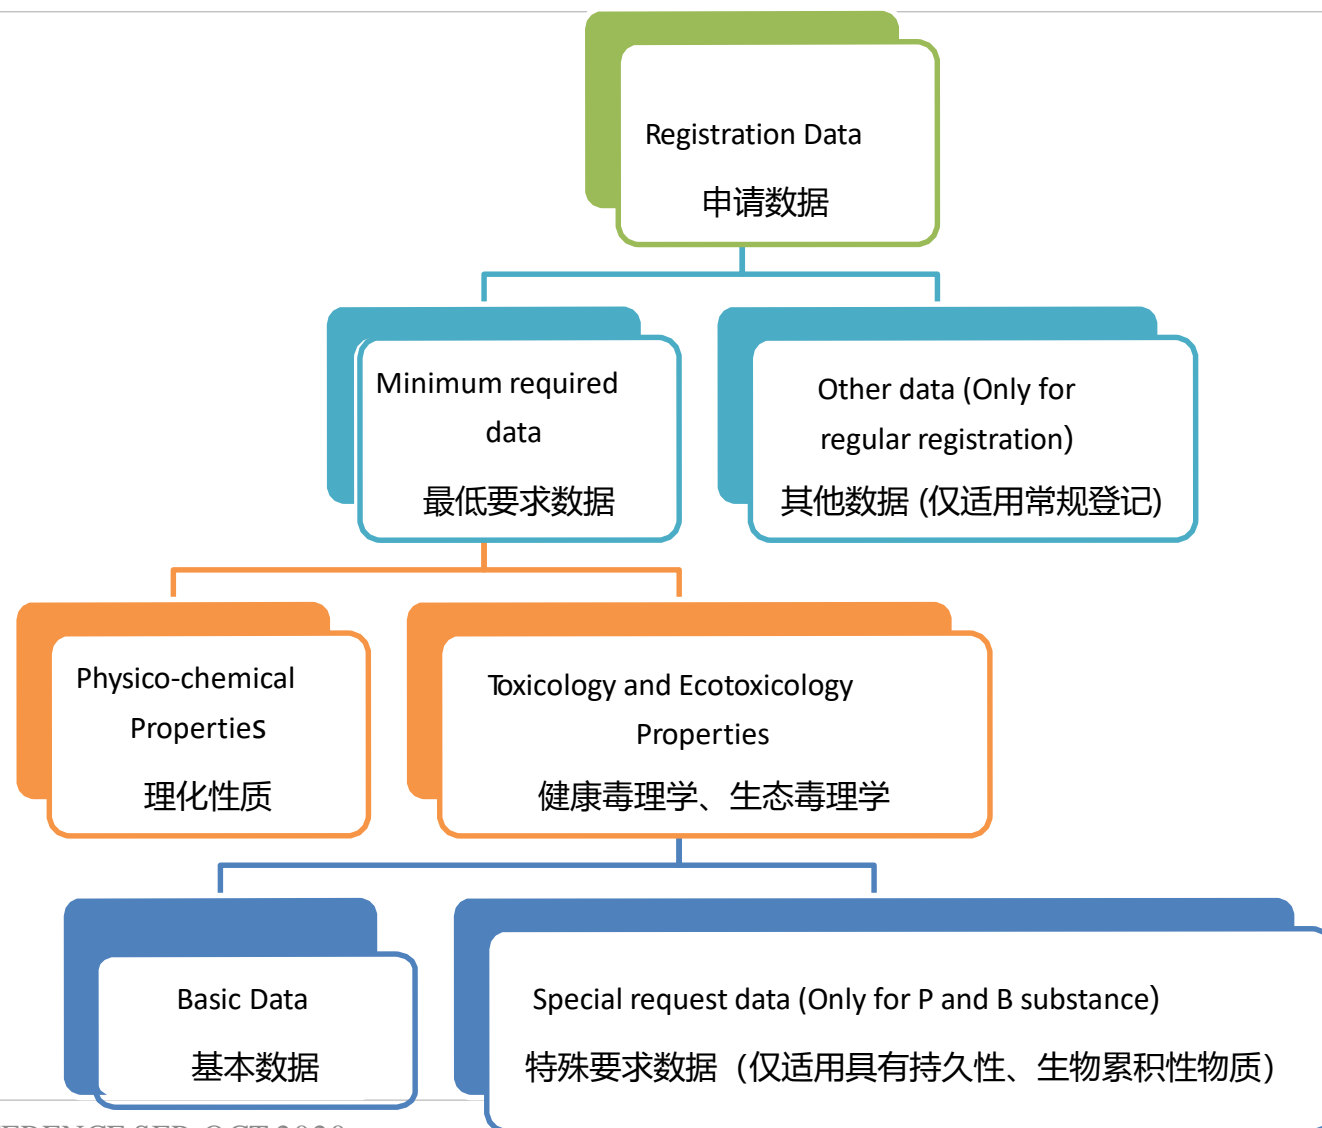 Registration Data
申请数据
Minimum required
data
最低要求数据
Other data (Only for
regular registration)
其他数据 (仅适用常规登记)
Physico-chemical
Properties
理化性质
Toxicology and Ecotoxicology
Properties
健康毒理学、生态毒理学
Basic Data
基本数据
Special request data (Only for P and B substance)
特殊要求数据（仅适用具有持久性、生物累积性物质）